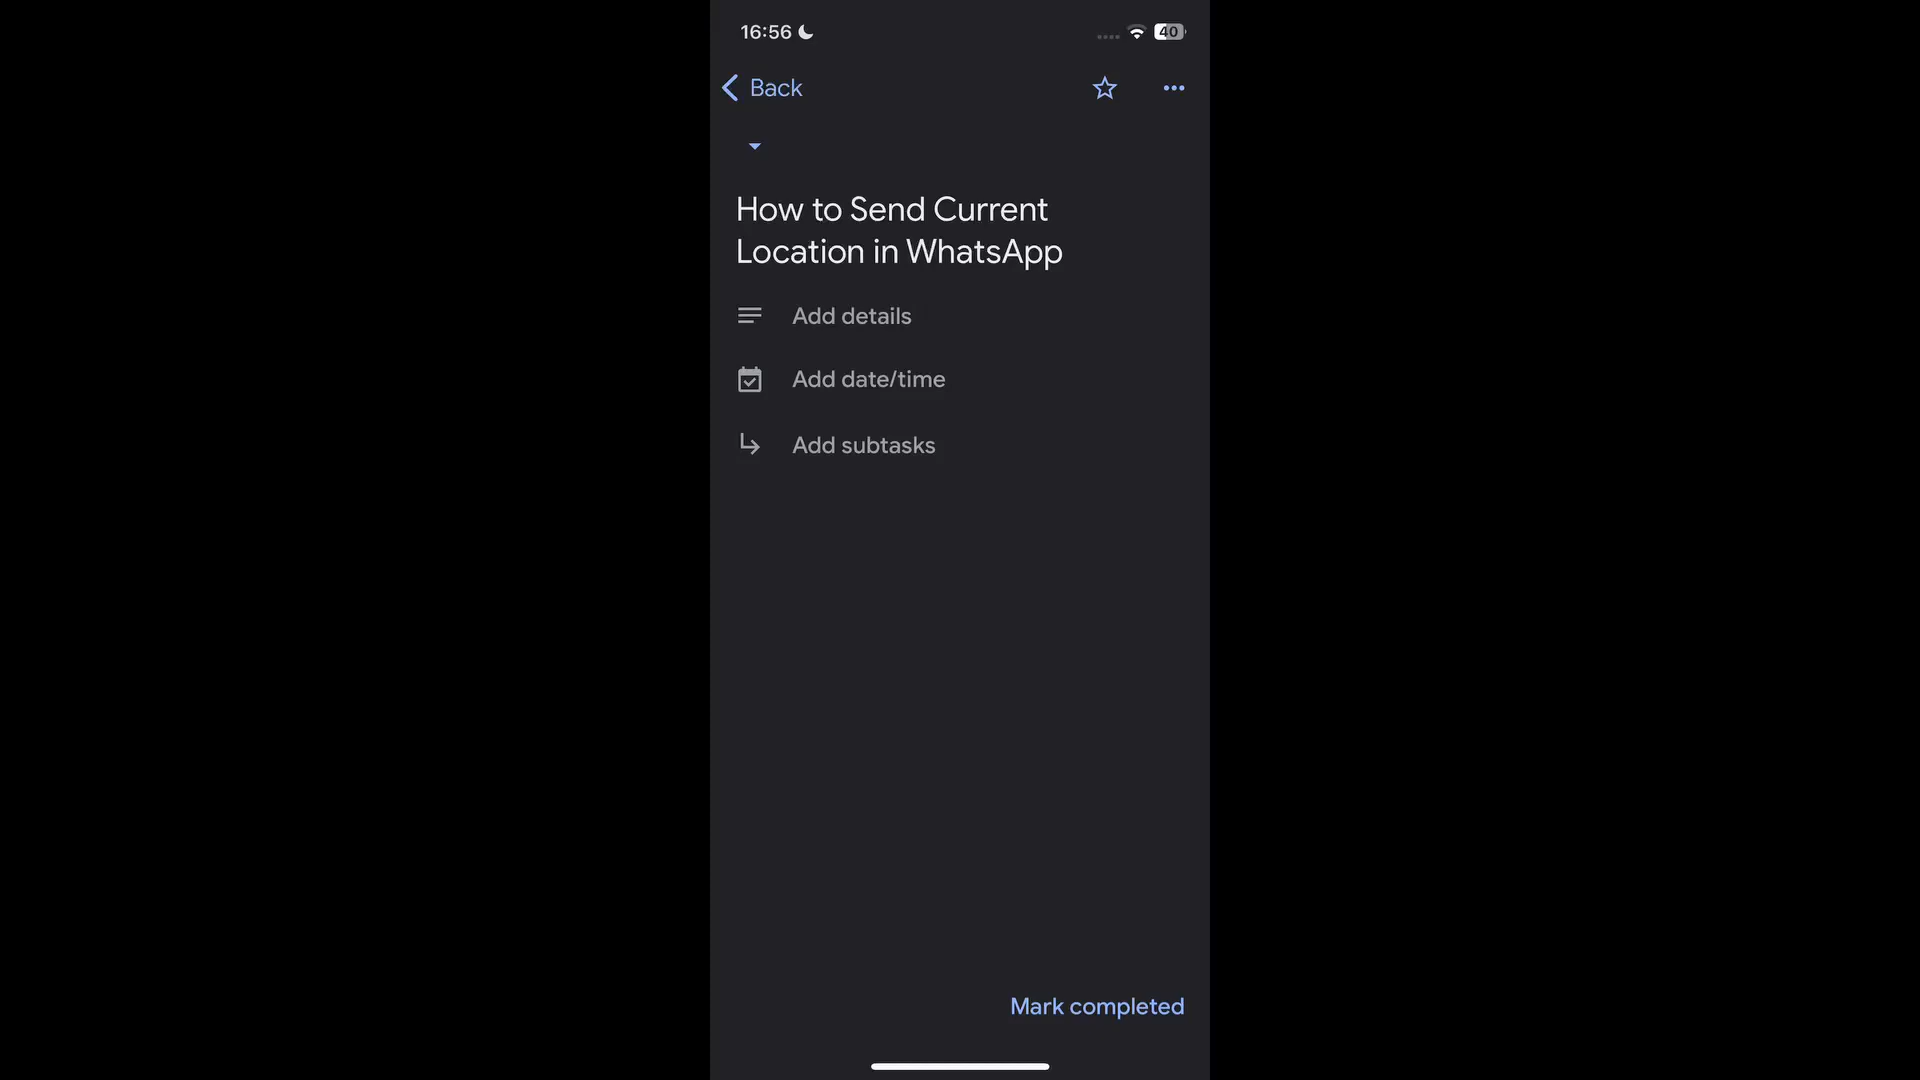 16:56
40
Back
How to Send Current
Location in WhatsApp
Add details
Add date/time
Add subtasks
Mark completed